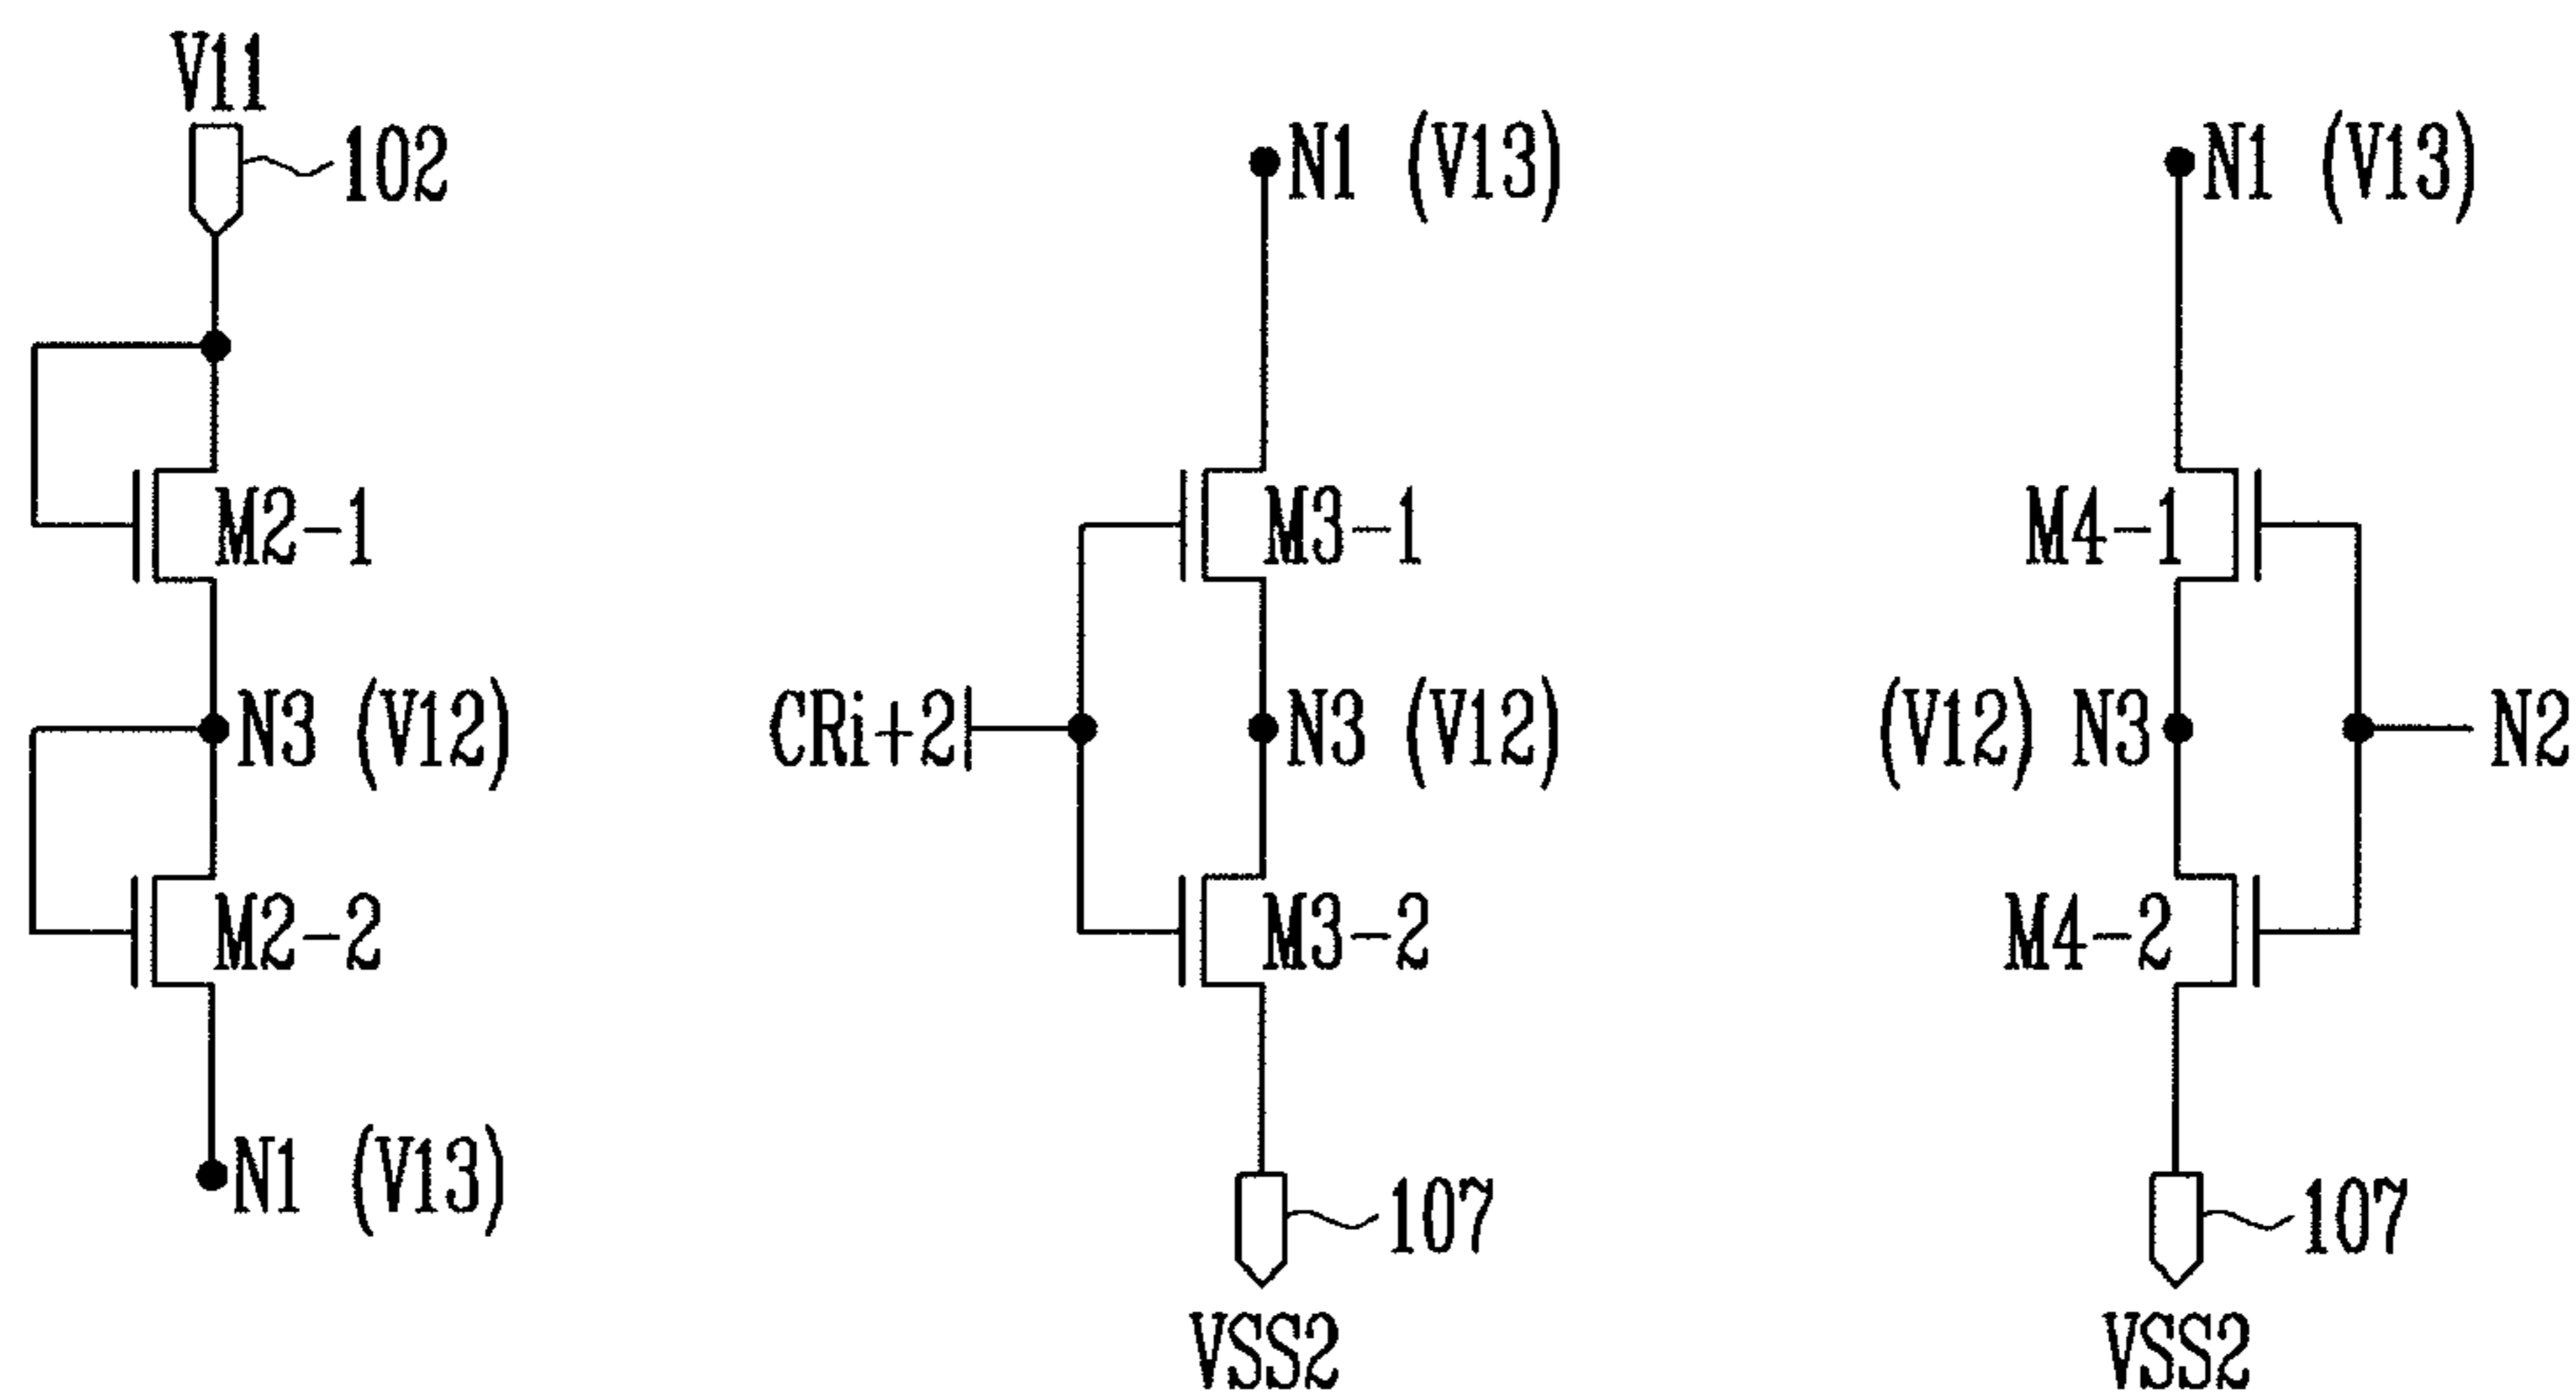 V11
102
N1 (V13)
N1 (V13)
M2-1
M3-1
M4-1
N3 (V12)
CRi+2
N3 (V12)
(V12) N3
N2
M2-2
M3-2
M4-2
N1 (V13)
107
107
VSS2
VSS2